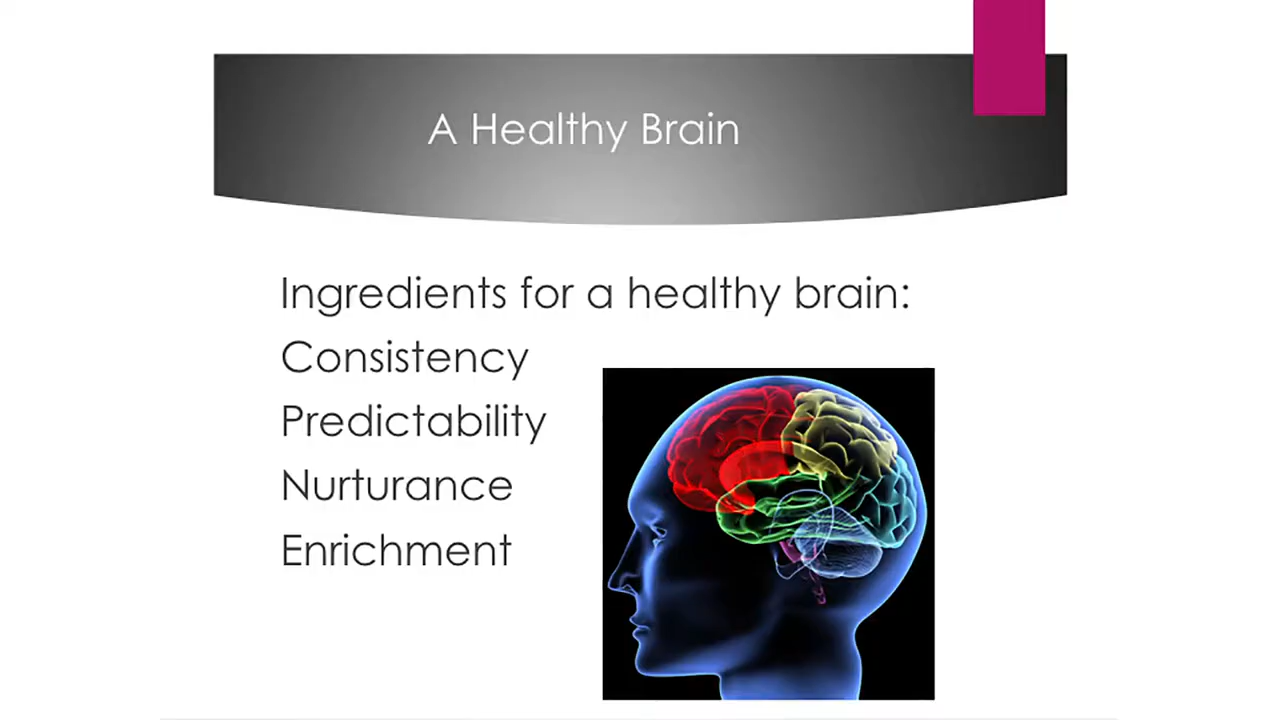 A Healthy Brain
Ingredients for a healthy brain:
Consistency
Predictability
Nurturance
Enrichment